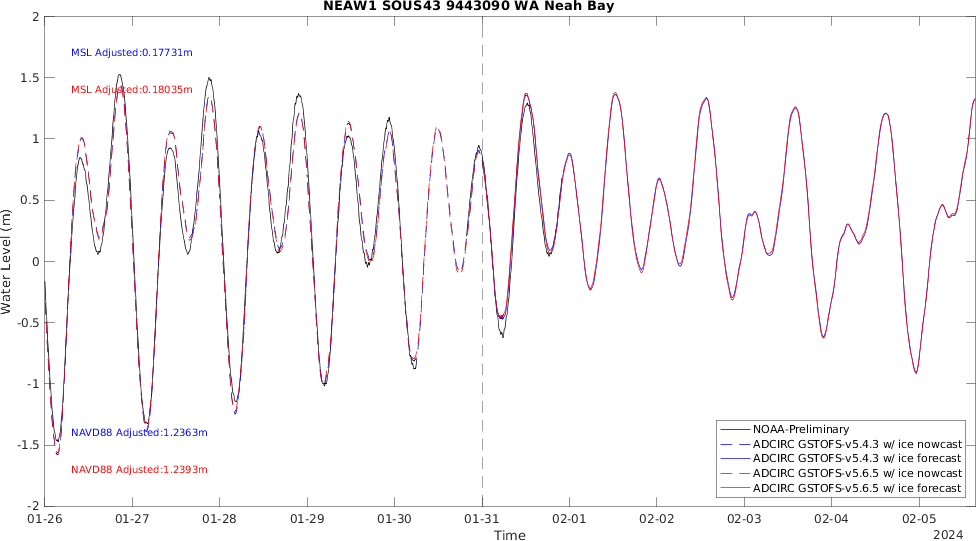 NEAW1 SOUS43 9443090 WA Neah Bay
MSL Adjusted:0.17731m
MSL Adjusted:0.18035m
NAVD88 Adjusted:1.2363m
NAVD88 Adjusted:1.2393m
Water Level (m)
2
1.5
1
0.5
0
-0.5
-1
-1.5
-2
01-26
01-27
01-28
01-29
01-30
01-31
02-01
02-02
02-03
02-04
02-05
Time
2024
NOAA-Preliminary
ADCIRC GSTOFS-v5.4.3 w/ ice nowcast
ADCIRC GSTOFS-v5.4.3 w/ ice forecast
ADCIRC GSTOFS-v5.6.5 w/ ice nowcast
ADCIRC GSTOFS-v5.6.5 w/ ice forecast